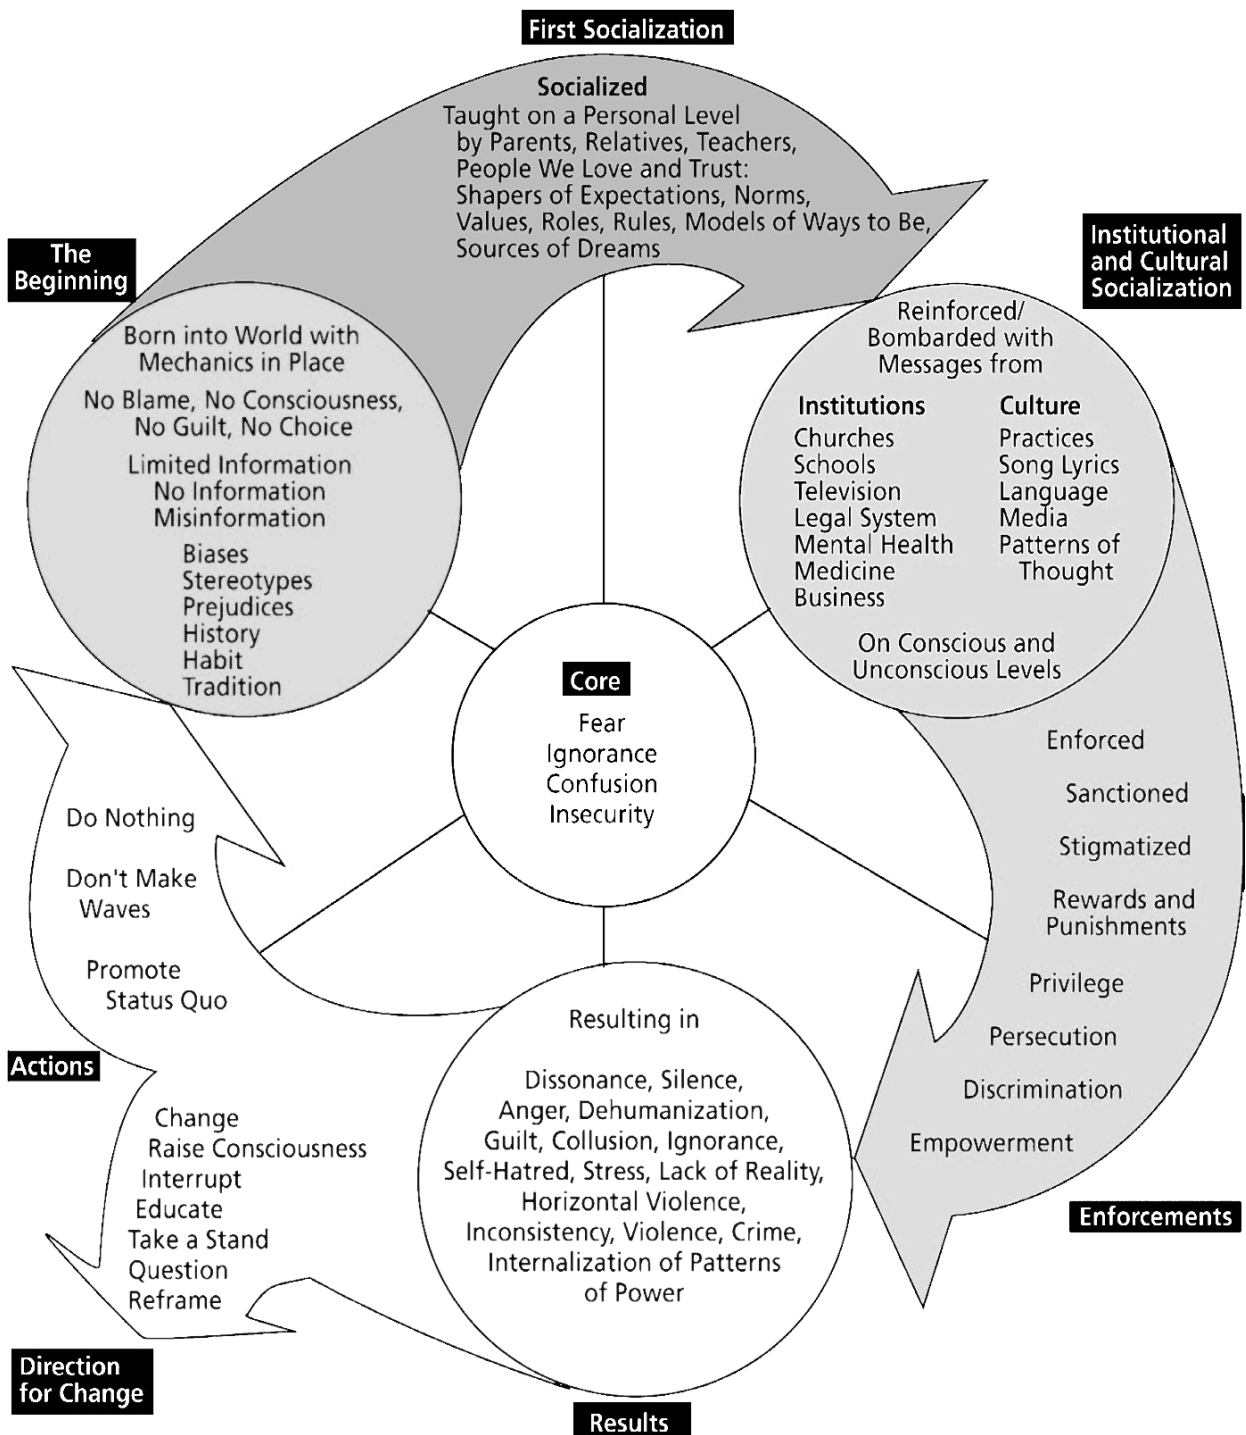 First Socialization
Socialized
Taught on a Personal Level
by Parents, Relatives, Teachers,
People We Love and Trust:
Shapers of Expectations, Norms,
Values, Roles, Rules, Models of Ways to Be,
Sources of Dreams
The
Beginning
Born into World with
Mechanics in Place
No Blame, No Consciousness,
No Guilt, No Choice
Limited Information
No Information
Misinformation
Biases
Stereotypes
Prejudices
History
Habit
Tradition
Institutional
and Cultural
Socialization
Reinforced/
Bombarded with
Messages from
Institutions
Churches
Schools
Television
Legal System
Mental Health
Medicine
Business
Culture
Practices
Song Lyrics
Language
Media
Patterns of
Thought
On Conscious and
Unconscious Levels
Core
Fear
Ignorance
Confusion
Insecurity
Enforced
Sanctioned
Stigmatized
Rewards and
Punishments
Privilege
Persecution
Discrimination
Empowerment
Enforcements
Resulting in
Dissonance, Silence,
Anger, Dehumanization,
Guilt, Collusion, Ignorance,
Self-Hatred, Stress, Lack of Reality,
Horizontal Violence,
Inconsistency, Violence, Crime,
Internalization of Patterns
of Power
Results
Do Nothing
Don't Make
Waves
Promote
Status Quo
Actions
Change
Raise Consciousness
Interrupt
Educate
Take a Stand
Question
Reframe
Direction
for Change